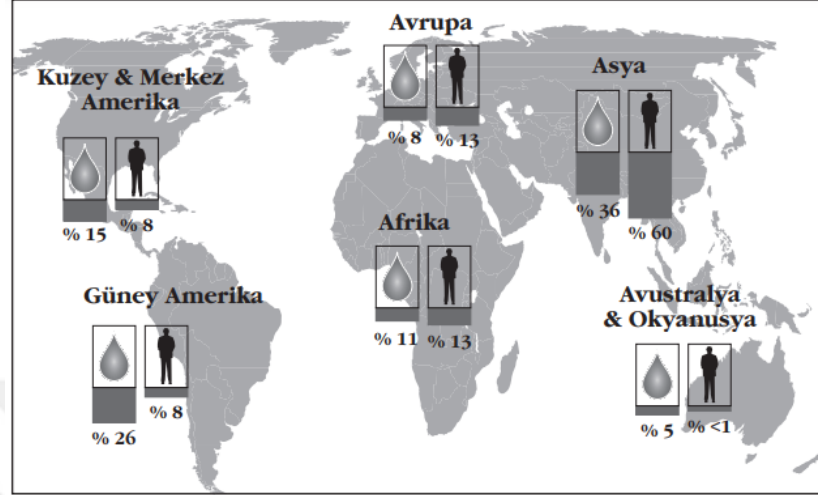 Avrupa
% 8
% 13
Asya
% 36
% 60
Kuzey & Merkez
Amerika
% 15
% 8
Afrika
% 11
% 13
Güney Amerika
% 26
% 8
Avustralya
& Okyanusya
% 5
% <1